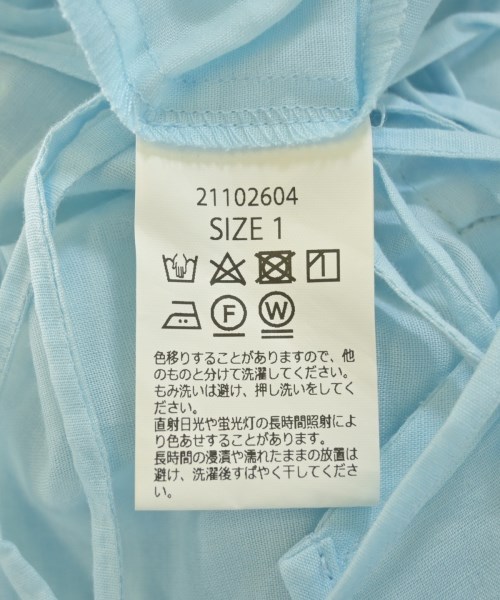 21102604
SIZE 1
F W
色移りすることがありますので、他
のものと分けて洗濯してください。
もみ洗いは避け、押し洗いをしてく
ださい。
直射日光や蛍光灯の長時間照射によ
り色あせすることがあります。
長時間の浸漬や濡れたままの放置は
避け、洗濯後すばやく干してくださ
い。